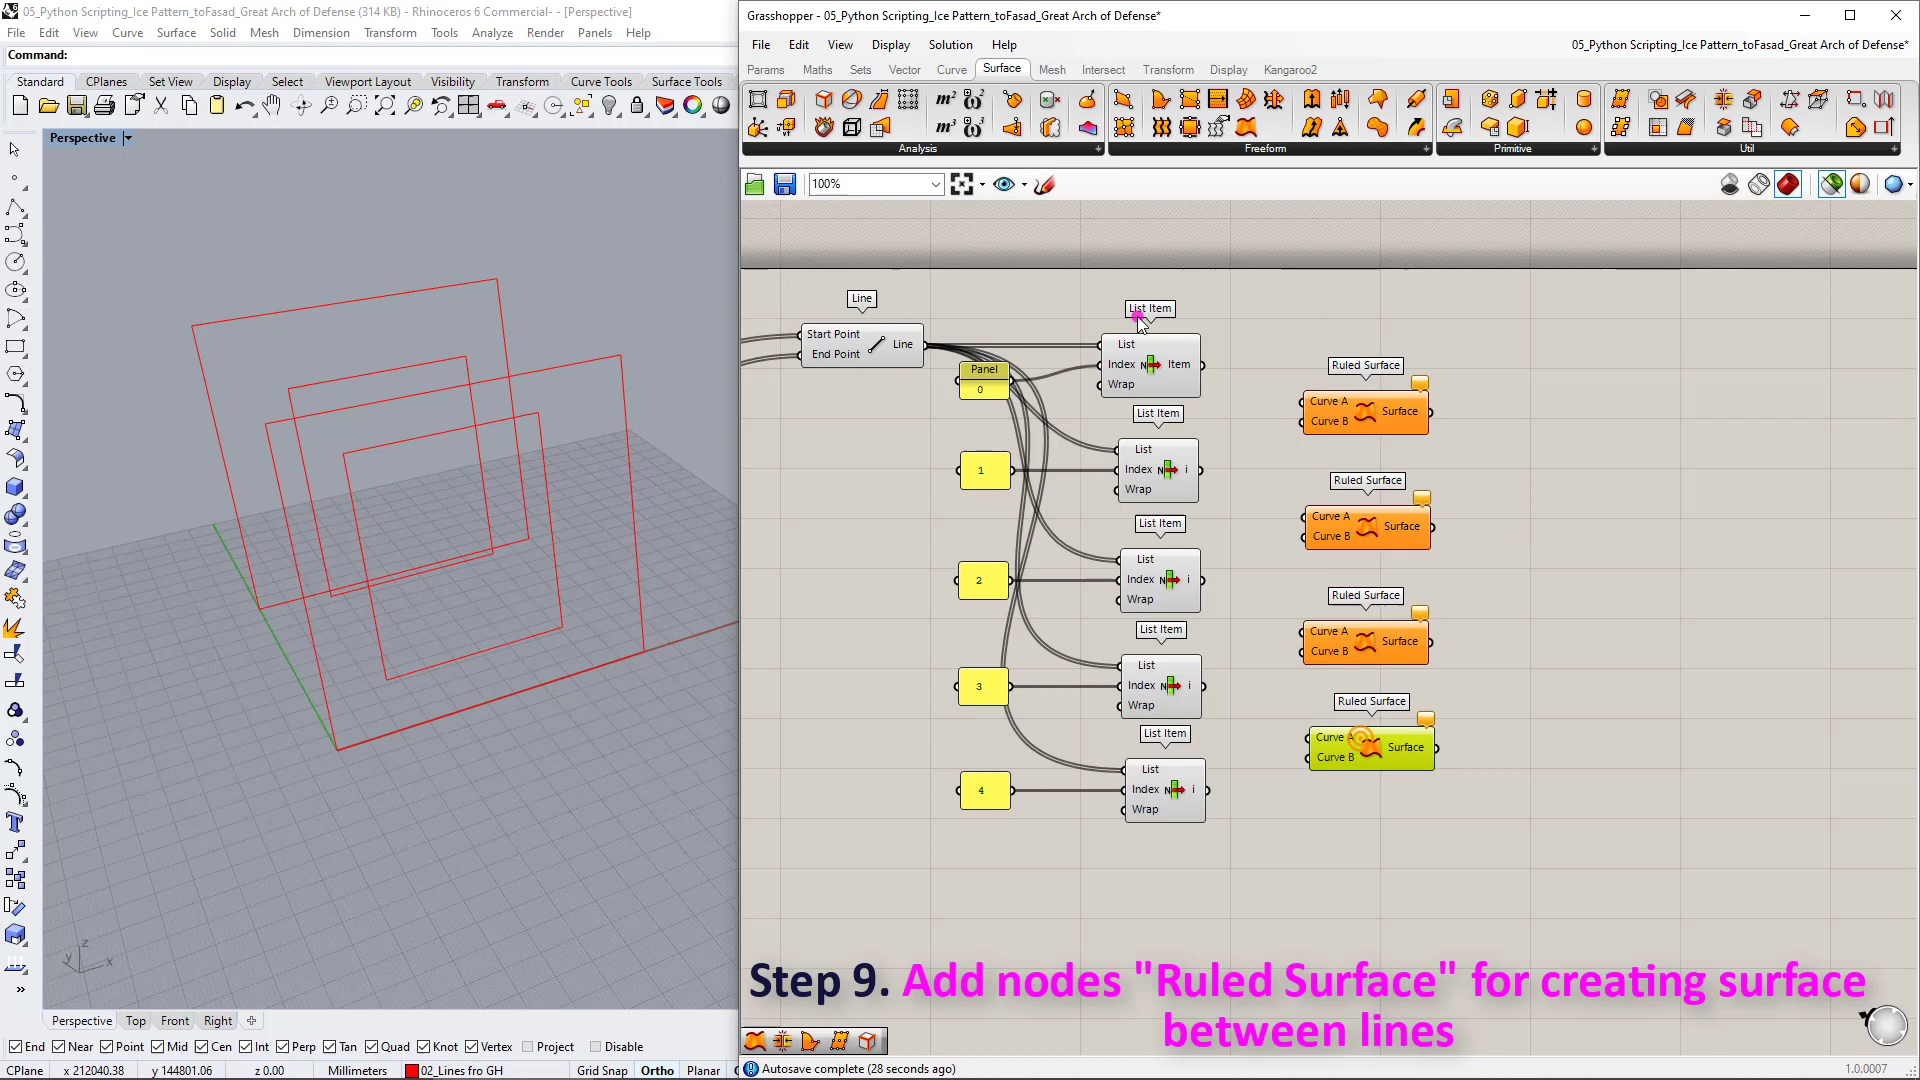 05_Python Scripting_Ice Pattern_toFasad_Great Arch of Defense (314 KB) - Rhinoceros 6 Commercial- - [Perspective]
File Edit View Curve Surface Solid Mesh Dimension Transform Tools Analyze Render Panels Help
Command:
Standard CPlanes Set View Display Select Viewport Layout Visibility Transform Curve Tools Surface Tools
Perspective
z
y x
Perspective Top Front Right
End Near Point Mid Cen Int Perp Tan Quad Knot Vertex Project Disable
CPlane x 212040.38 y 144801.06 z 0.00 Millimeters 02_Lines fro GH Grid Snap Ortho Planar
Grasshopper - 05_Python Scripting_Ice Pattern_toFasad_Great Arch of Defense*
File Edit View Display Solution Help
05_Python Scripting_Ice Pattern_toFasad_Great Arch of Defense*
Params Maths Sets Vector Curve Surface Mesh Intersect Transform Display Kangaroo2
Analysis Freeform Primitive Util
100%
Line
Start Point
End Point
Line
Panel
0
1
2
3
4
List Item
List
Index
Wrap
Item
List Item
List
Index
Wrap
i
List Item
List
Index
Wrap
i
List Item
List
Index
Wrap
i
List Item
List
Index
Wrap
i
Ruled Surface
Curve A
Curve B
Surface
Ruled Surface
Curve A
Curve B
Surface
Ruled Surface
Curve A
Curve B
Surface
Ruled Surface
Curve A
Curve B
Surface
Step 9. Add nodes "Ruled Surface" for creating surface
between lines
Autosave complete (28 seconds ago)
1.0.0007